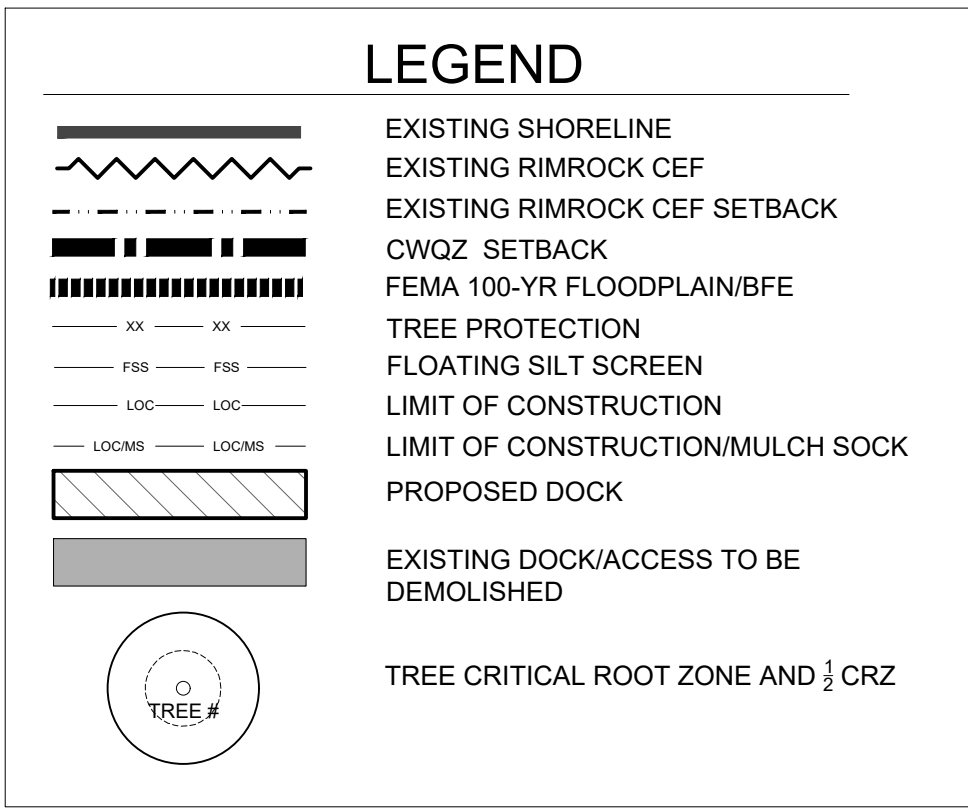 LEGEND
EXISTING SHORELINE
EXISTING RIMROCK CEF
EXISTING RIMROCK CEF SETBACK
CWQZ SETBACK
FEMA 100-YR FLOODPLAIN/BFE
XX XX TREE PROTECTION
FSS FSS FLOATING SILT SCREEN
LOC LOC LIMIT OF CONSTRUCTION
LOC/MS LOC/MS LIMIT OF CONSTRUCTION/MULCH SOCK
PROPOSED DOCK
EXISTING DOCK/ACCESS TO BE
DEMOLISHED
TREE # TREE CRITICAL ROOT ZONE AND 1/2 CRZ